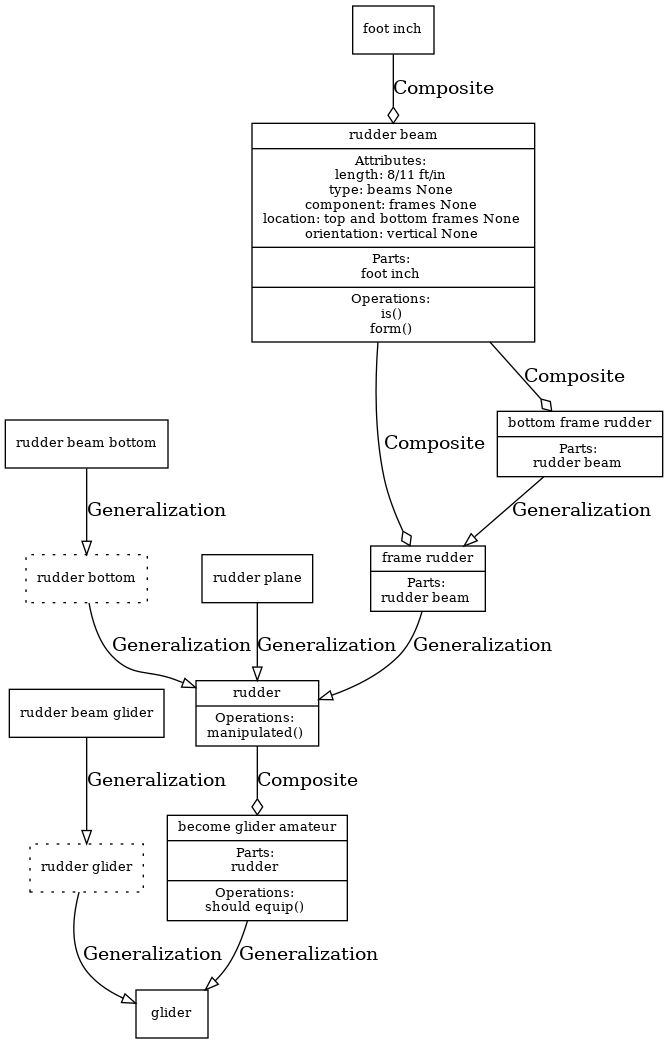 foot inch
Composite
rudder beam
Attributes:
length: 8/11 ft/in
type: beams None
component: frames None
location: top and bottom frames None
orientation: vertical None
Parts:
foot inch
Operations:
is()
form()
Composite
bottom frame rudder
Parts:
rudder beam
rudder beam bottom
Composite
Generalization
Generalization
rudder bottom
rudder plane
frame rudder
Parts:
rudder beam
Generalization
Generalization
Generalization
rudder beam glider
rudder
Operations:
manipulated()
Generalization
Composite
rudder glider
become glider amateur
Parts:
rudder
Operations:
should equip()
Generalization
Generalization
glider